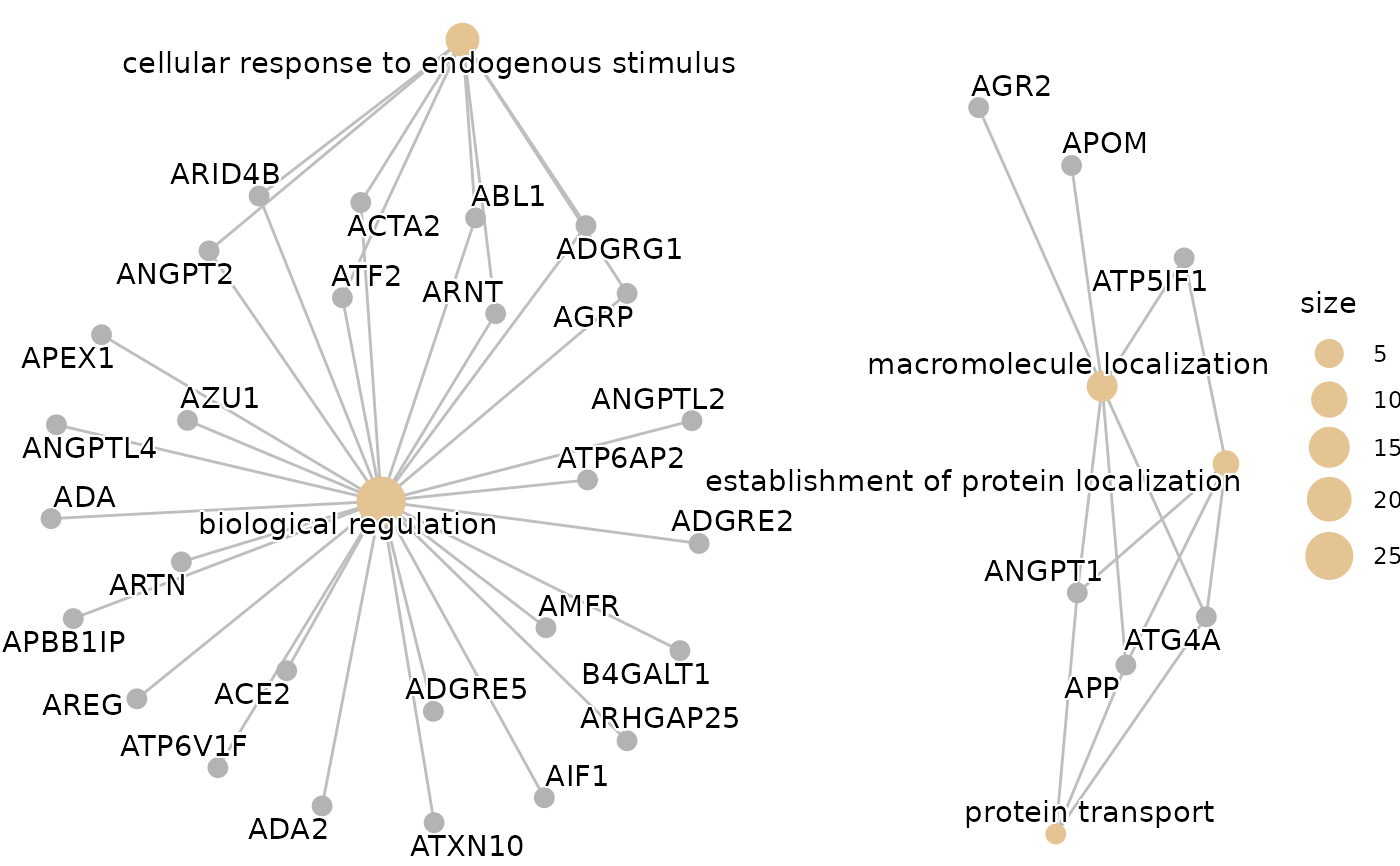 cellular response to endogenous stimulus
AGR2
APOM
ARID4B
ABL1
ACTA2
ADGRG1
ANGPT2
ATF2
ATP5IF1
ARNT
size
AGRP
APEX1
5
macromolecule localization
AZU1
ANGPTL2
10
ANGPTL4
15
ATP6AP2
establishment of protein localization
ADA
20
biological regulation
ADGRE2
25
ANGPT1
ARTN
AMFR
APBB1IP
ATG4A
B4GALT1
ACE2
ADGRE5
APP
AREG
ARHGAP25
ATP6V1F
AIF1
protein transport
ADA2
ATXN10